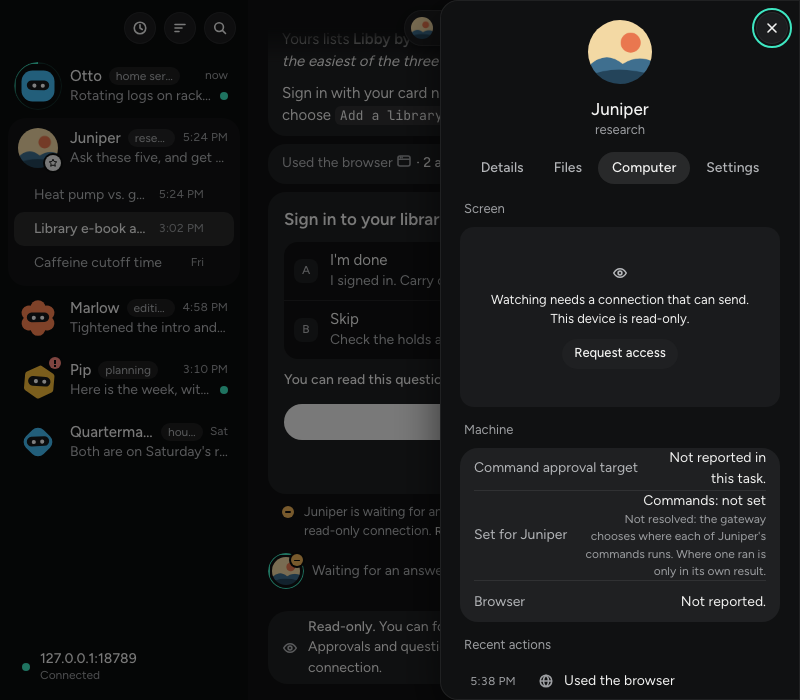 Otto home ser... now
Rotating logs on rack...
Juniper rese... 5:24 PM
Ask these five, and get ...
Heat pump vs. g... 5:24 PM
Library e-book a... 3:02 PM
Caffeine cutoff time Fri
Marlow editi... 4:58 PM
Tightened the intro and...
Pip planning 3:10 PM
Here is the week, wit...
Quarterma... hou... Sat
Both are on Saturday's r...
127.0.0.1:18789
Connected
Yours lists Libby by
the easiest of the three
Sign in with your card n
choose Add a library
Used the browser · 2 a
Sign in to your librar
A I'm done
I signed in. Carry o
B Skip
Check the holds a
You can read this questic
Juniper is waiting for an
read-only connection. R
Waiting for an answe
Read-only. You can fo
Approvals and questi
connection.
Juniper
research
Details Files Computer Settings
Screen
Watching needs a connection that can send.
This device is read-only.
Request access
Machine
Command approval target Not reported in
this task.
Set for Juniper Commands: not set
Not resolved: the gateway
chooses where each of Juniper's
commands runs. Where one ran is
only in its own result.
Browser Not reported.
Recent actions
5:38 PM Used the browser